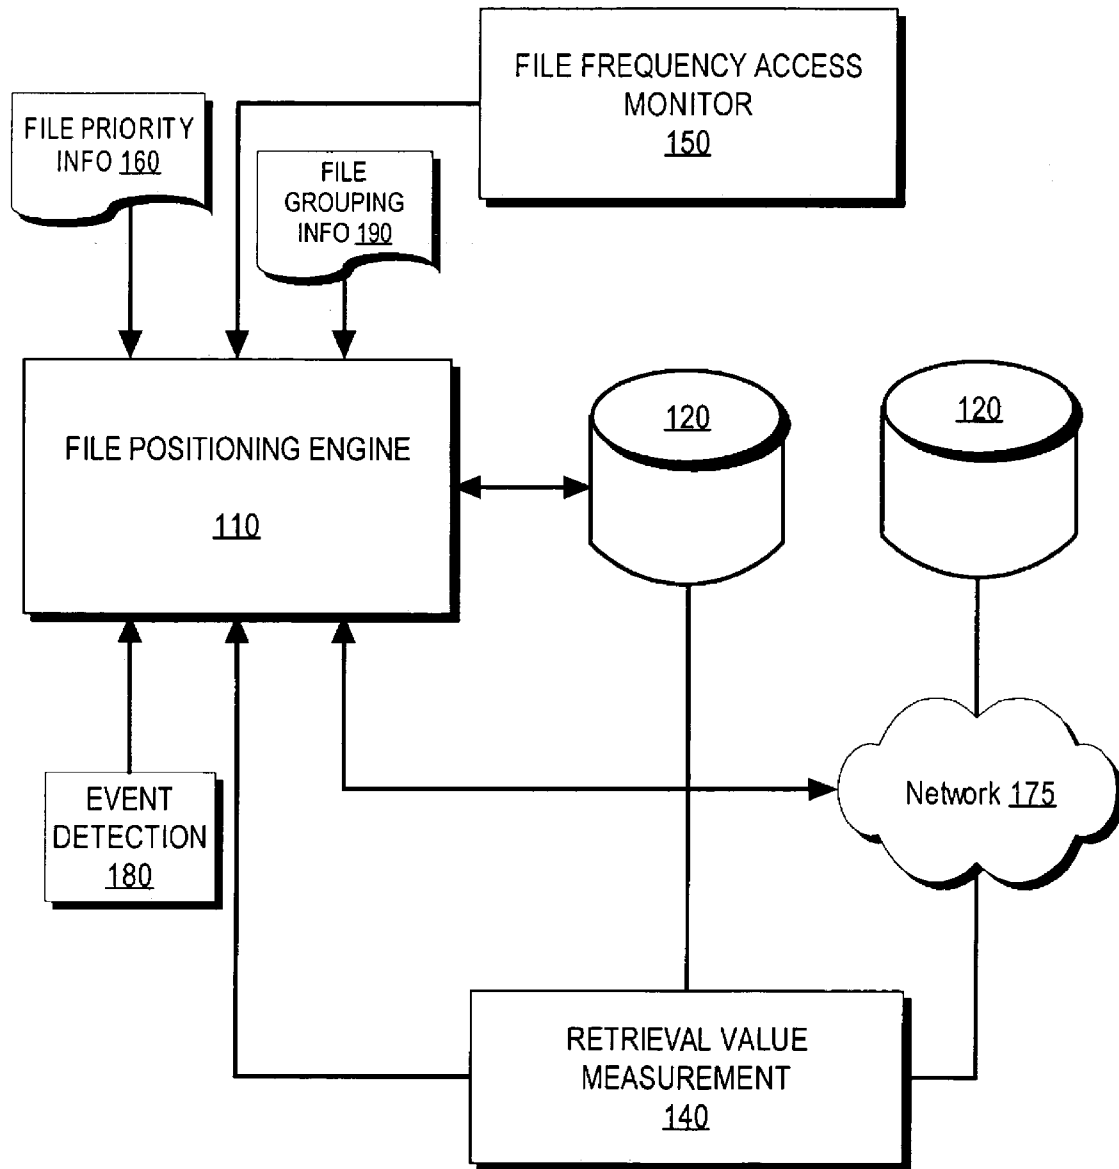 FILE FREQUENCY ACCESS
MONITOR
150
FILE PRIORITY
INFO 160
FILE
GROUPING
INFO 190
FILE POSITIONING ENGINE
110
120
120
EVENT
DETECTION
180
Network 175
RETRIEVAL VALUE
MEASUREMENT
140